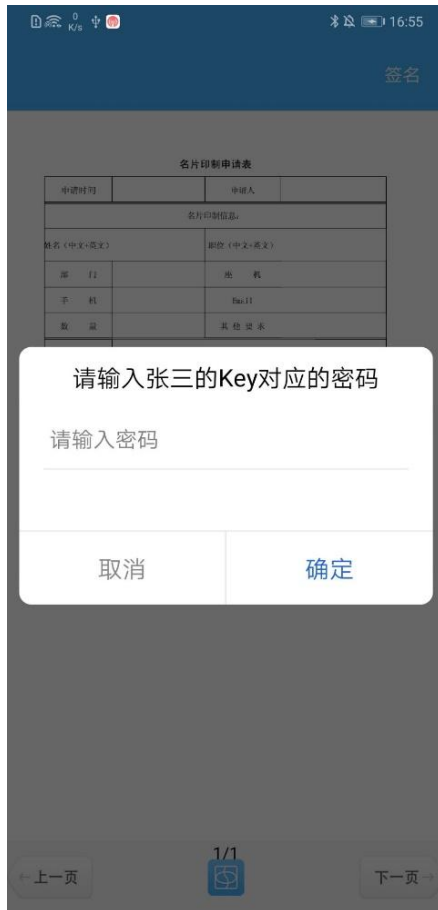 0
K/s
16:55
签名
名片印制申请表
申请时间 申请人
名片印制信息:
姓名（中文+英文） 职位（中文+英文）
部 门 座 机
手 机 Email
数 量 其 他 要 求
请输入张三的Key对应的密码
请输入密码
取消 确定
1/1
←上一页 下一页→